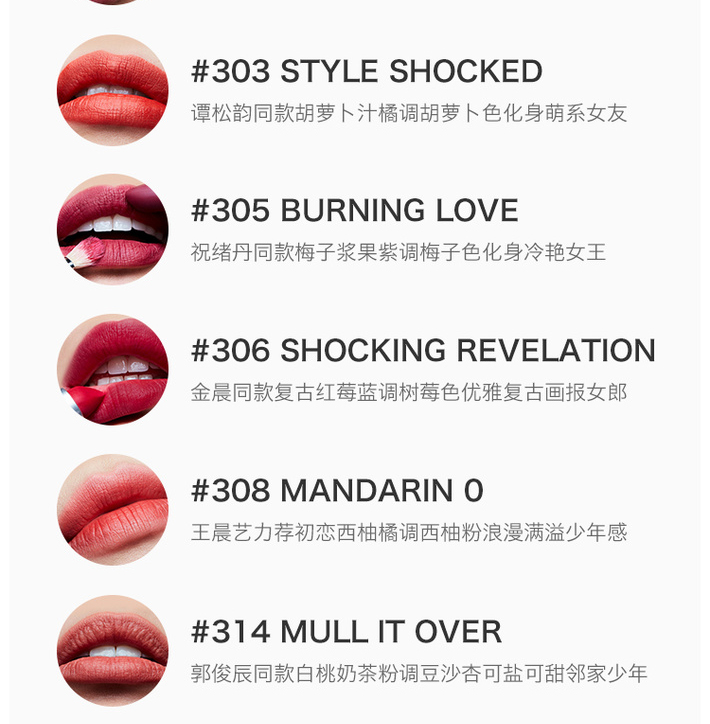 #303 STYLE SHOCKED
谭松韵同款胡萝卜汁橘调胡萝卜色化身萌系女友
#305 BURNING LOVE
祝绪丹同款梅子浆果紫调梅子色化身冷艳女王
#306 SHOCKING REVELATION
金晨同款复古红莓蓝调树莓色优雅复古画报女郎
#308 MANDARIN O
王晨艺力荐初恋西柚橘调西柚粉浪漫满溢少年感
#314 MULL IT OVER
郭俊辰同款白桃奶茶粉调豆沙杏可盐可甜邻家少年